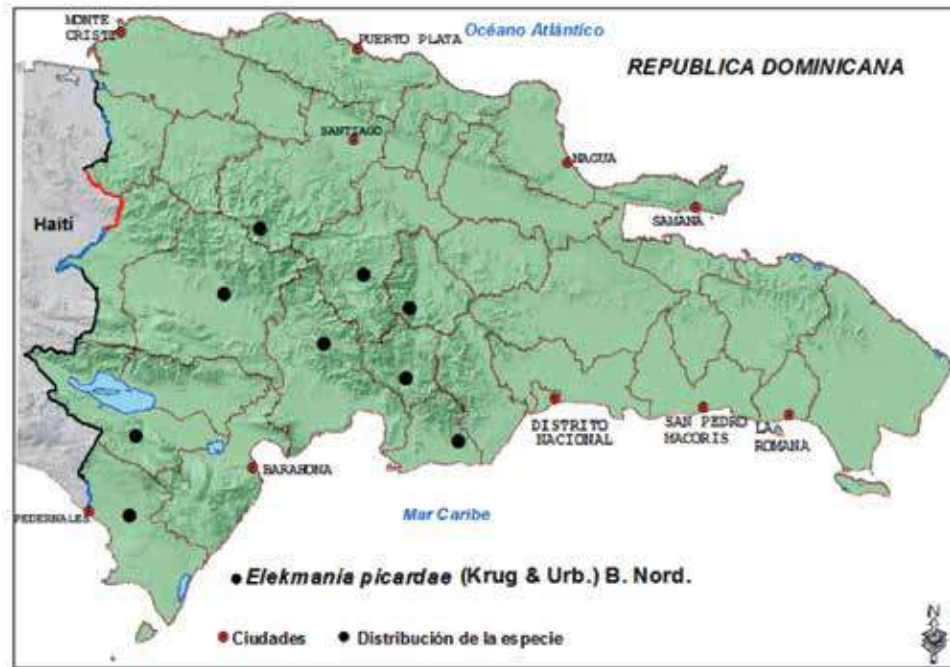 MONTE
CRISTI
PUERTO PLATA
Océano Atlántico
REPUBLICA DOMINICANA
SANTIAGO
NAGUA
SAMANA
Haití
DISTRITO
NACIONAL
SAN PEDRO
MACORIS
LA
ROMANA
BARAHONA
PEDERNALES
Mar Caribe
Elekmania picardae (Krug & Urb.) B. Nord.
Ciudades
Distribución de la especie
N